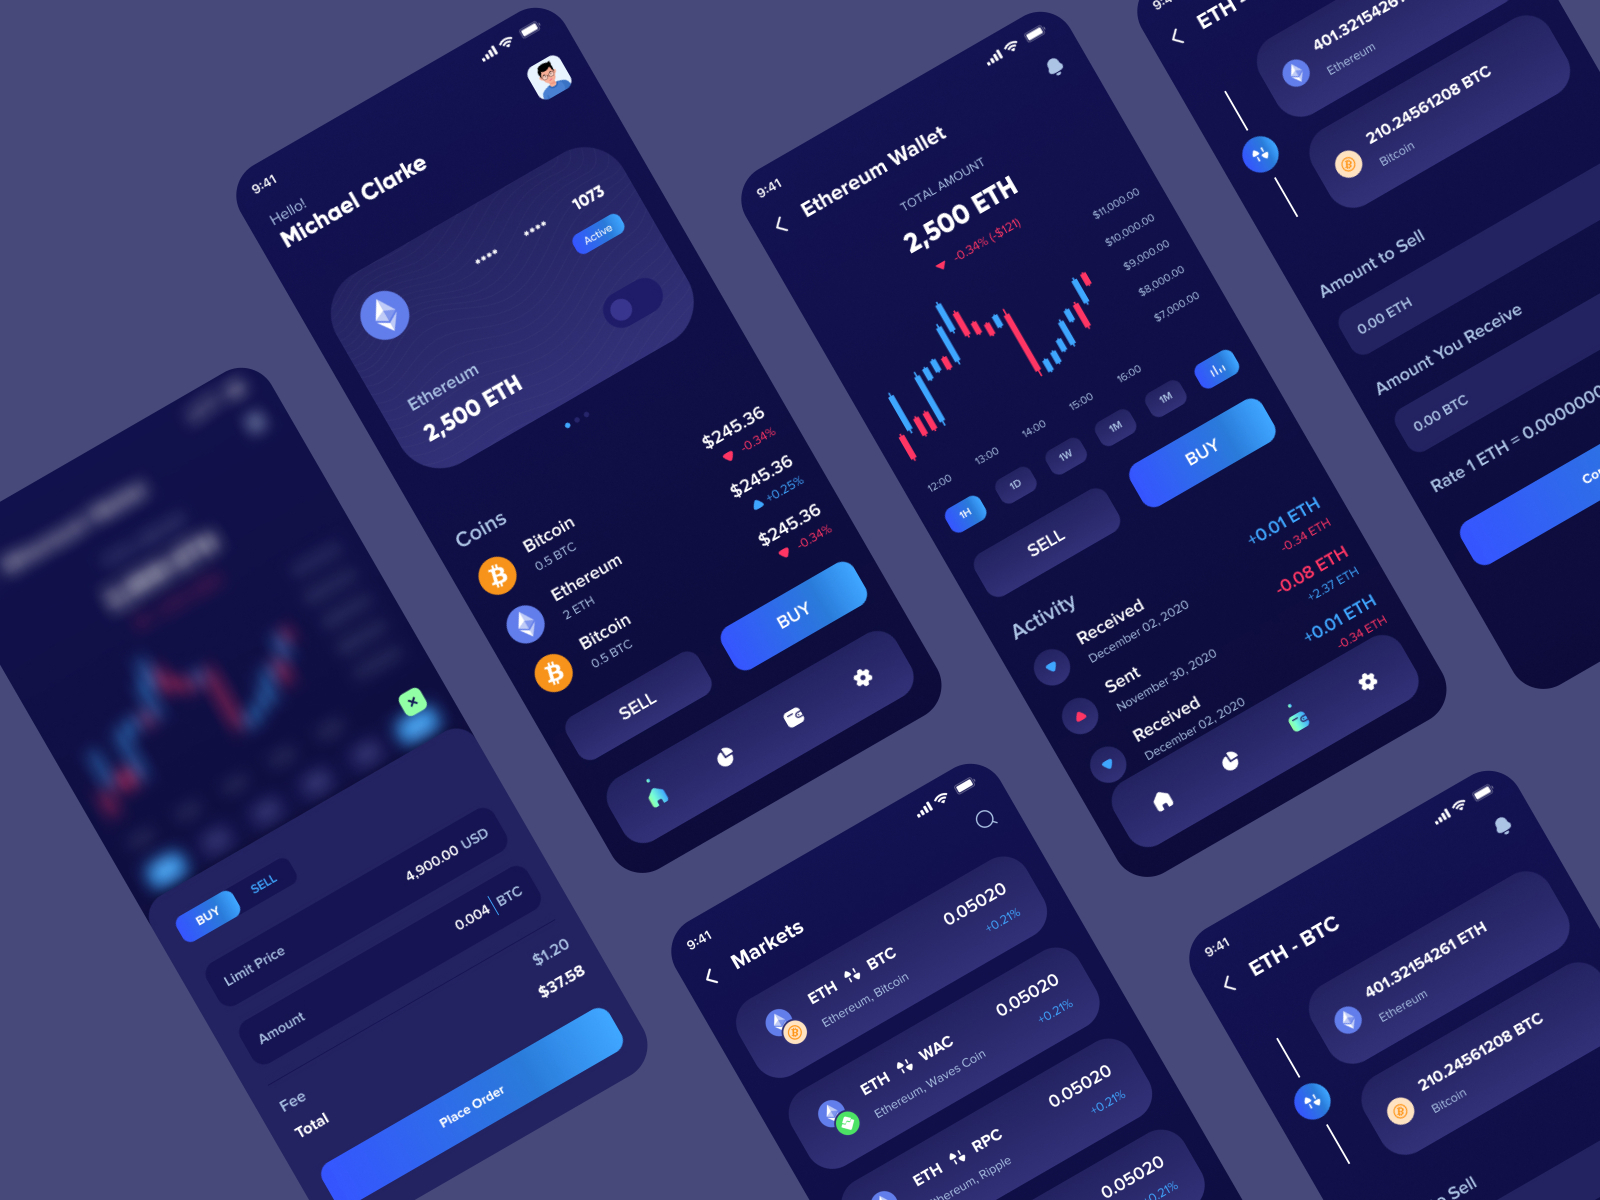 9:41
Hello!
Michael Clarke
**** **** 1073
Active
Ethereum
2,500 ETH
Coins
Bitcoin
0.5 BTC
$245.36
-0.34%
Ethereum
2 ETH
$245.36
+0.25%
Bitcoin
0.5 BTC
$245.36
-0.34%
SELL
BUY
9:41
Ethereum Wallet
TOTAL AMOUNT
2,500 ETH
-0.34% (-$121)
$11,000.00
$10,000.00
$9,000.00
$8,000.00
$7,000.00
12:00 13:00 14:00 15:00 16:00
1H 1D 1W 1M 1M
SELL
BUY
Activity
Received
December 02, 2020
+0.01 ETH
-0.34 ETH
Sent
November 30, 2020
-0.08 ETH
+2.37 ETH
Received
December 02, 2020
+0.01 ETH
-0.34 ETH
ETH -
401.3215426
Ethereum
210.24561208 BTC
Bitcoin
Amount to Sell
0.00 ETH
Amount You Receive
0.00 BTC
Rate 1 ETH = 0.0000000
BUY SELL
Limit Price 4,900.00 USD
Amount 0.004 BTC
Fee $1.20
Total $37.58
Place Order
9:41
Markets
ETH BTC
Ethereum, Bitcoin
0.05020
+0.21%
ETH WAC
Ethereum, Waves Coin
0.05020
+0.21%
ETH RPC
Ethereum, Ripple
0.05020
+0.21%
0.05020
+0.21%
9:41
ETH - BTC
401.32154261 ETH
Ethereum
210.24561208 BTC
Bitcoin
Sell